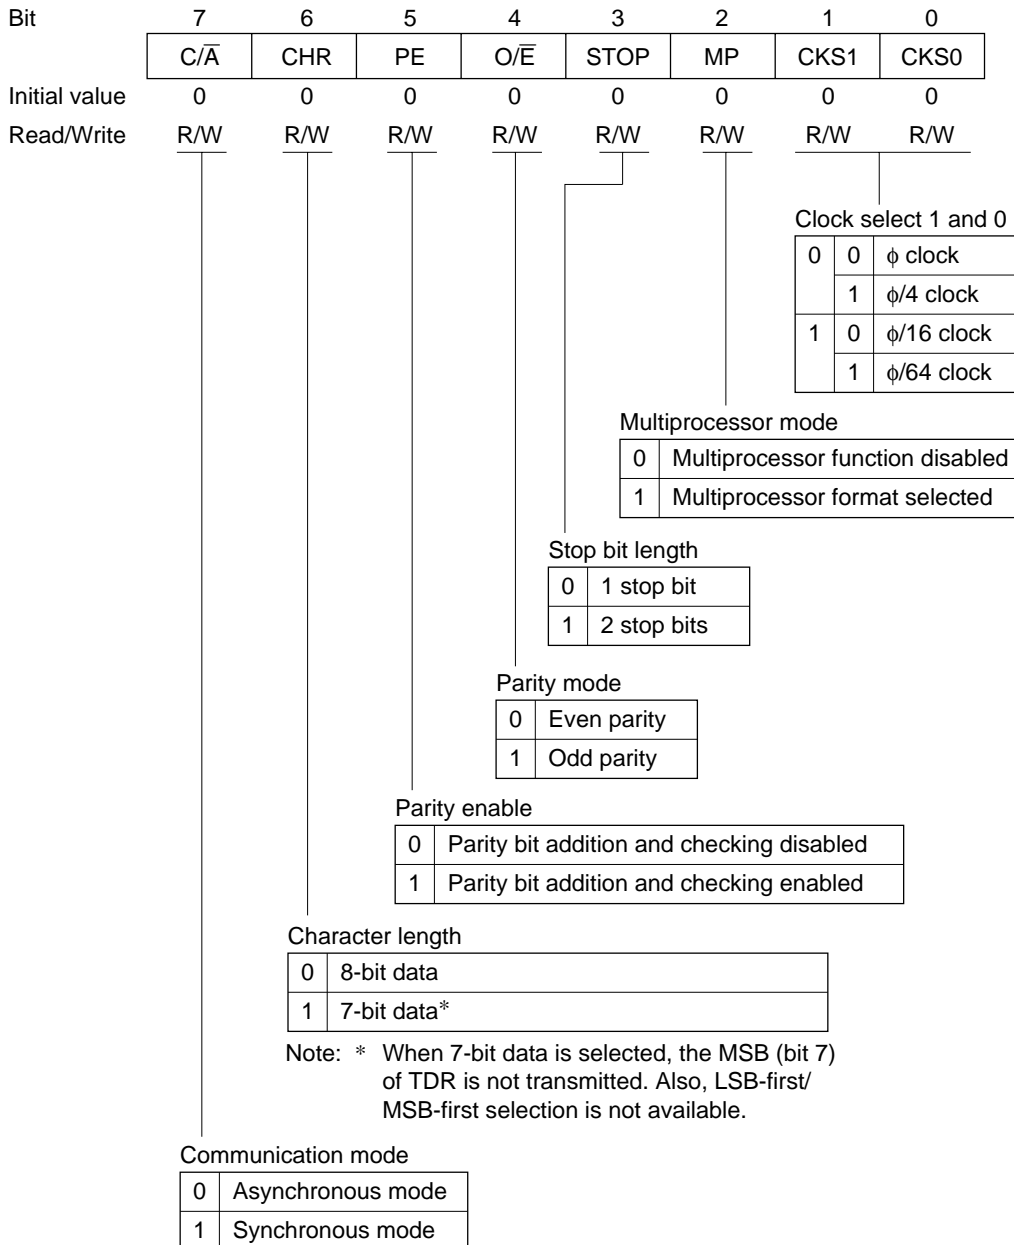 Bit 7 6 5 4 3 2 1 0
C/A̅ CHR PE O/E̅ STOP MP CKS1 CKS0
Initial value 0 0 0 0 0 0 0 0
Read/Write R/W R/W R/W R/W R/W R/W R/W R/W
Clock select 1 and 0
0 0 ϕ clock
1 ϕ/4 clock
1 0 ϕ/16 clock
1 ϕ/64 clock
Multiprocessor mode
0 Multiprocessor function disabled
1 Multiprocessor format selected
Stop bit length
0 1 stop bit
1 2 stop bits
Parity mode
0 Even parity
1 Odd parity
Parity enable
0 Parity bit addition and checking disabled
1 Parity bit addition and checking enabled
Character length
0 8-bit data
1 7-bit data*
Note: * When 7-bit data is selected, the MSB (bit 7)
of TDR is not transmitted. Also, LSB-first/
MSB-first selection is not available.
Communication mode
0 Asynchronous mode
1 Synchronous mode